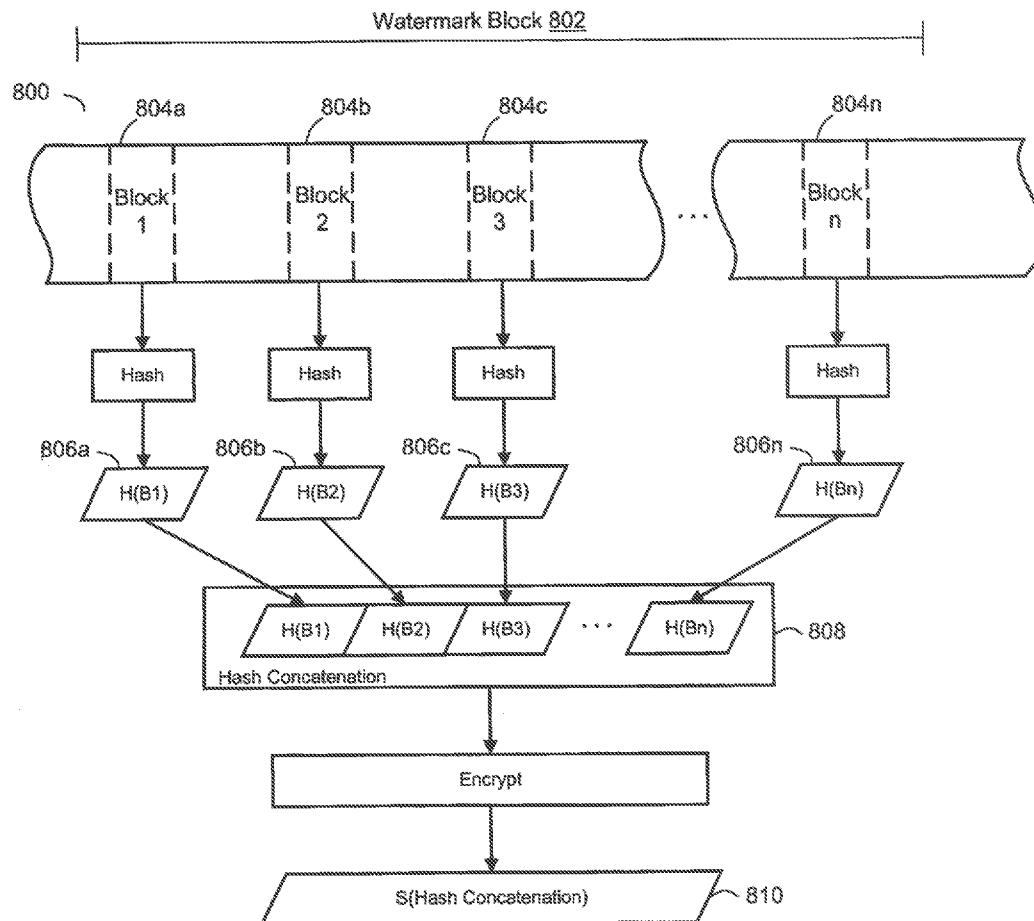 Watermark Block 802
800
804a
804b
804c
804n
Block
1
Block
2
Block
3
...
Block
n
Hash
Hash
Hash
Hash
806a
806b
806c
806n
H(B1)
H(B2)
H(B3)
H(Bn)
H(B1)
H(B2)
H(B3)
...
H(Bn)
808
Hash Concatenation
Encrypt
S(Hash Concatenation)
810